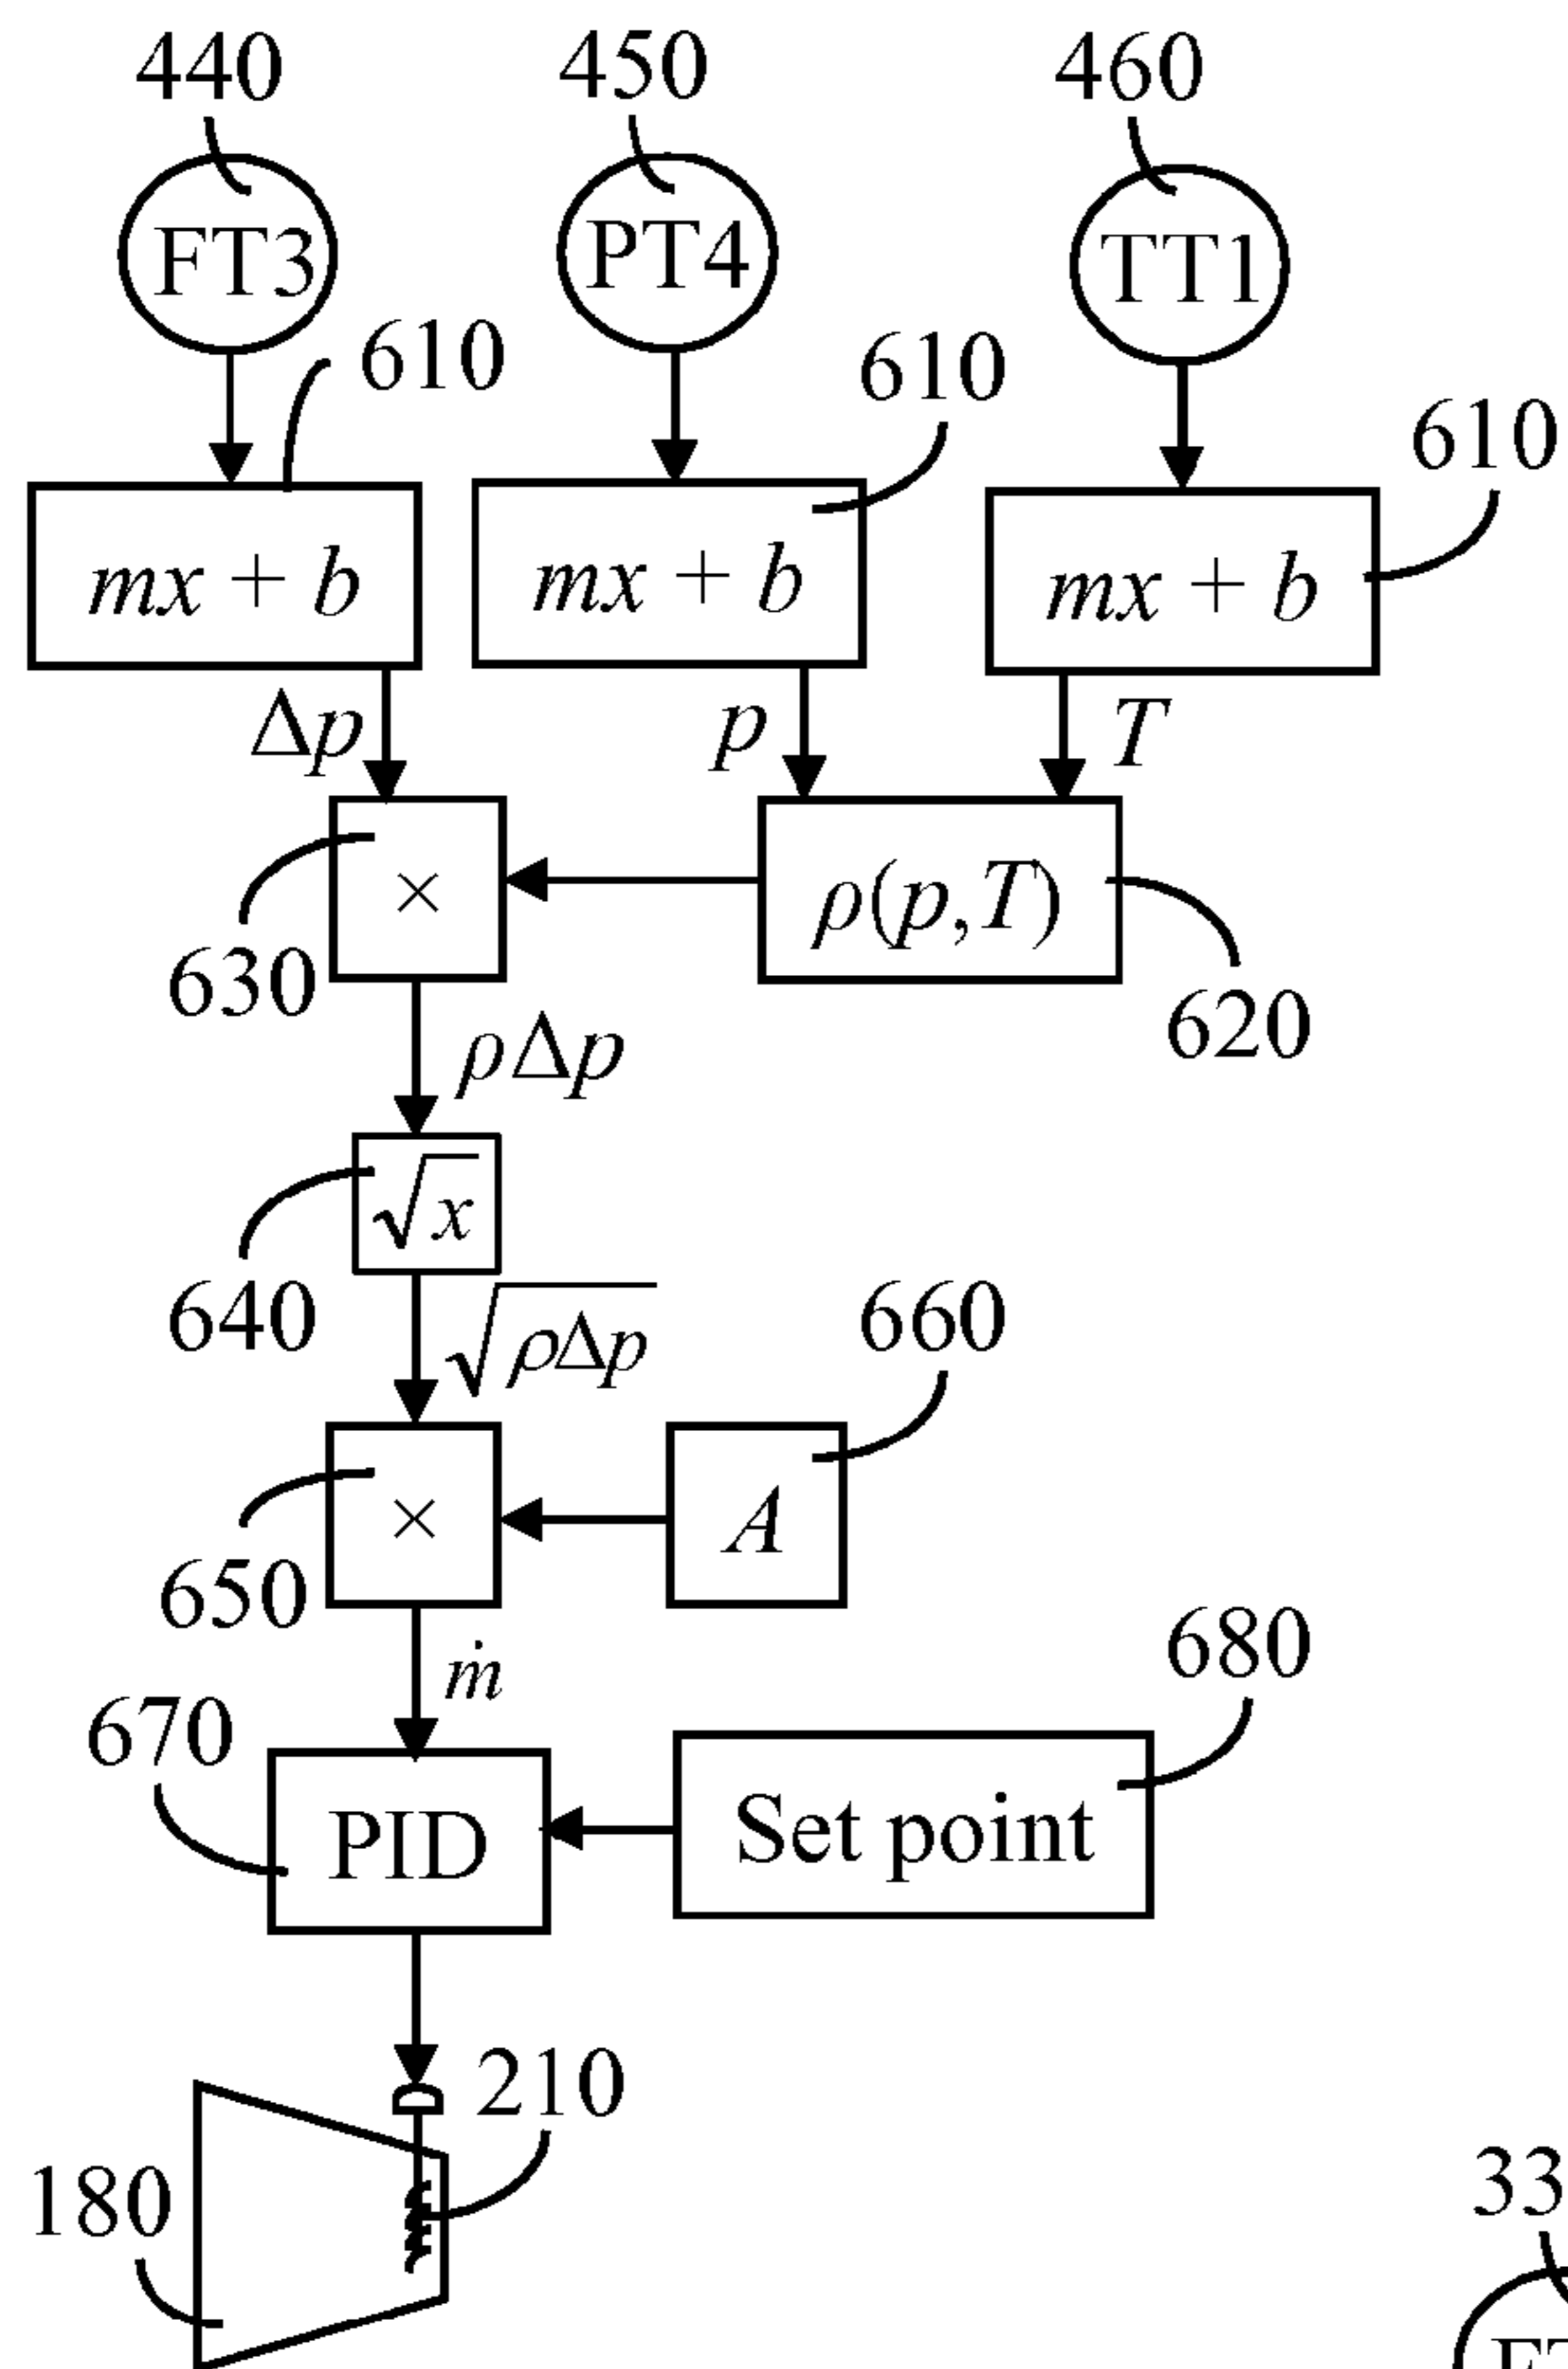 440 450 460
FT3 PT4 TT1
610 610 610
mx + b mx + b mx + b
Δp p T
× ρ(p,T)
630 620
ρΔp
√x
640 √ρΔp 660
× A
650 680
ṁ
670
PID Set point
210
180 33